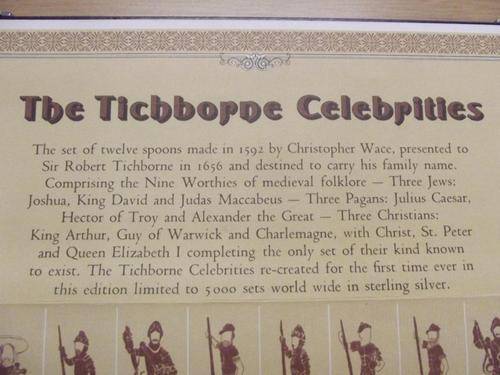 The Tichborne Celebrities
The set of twelve spoons made in 1592 by Christopher Wace, presented to
Sir Robert Tichborne in 1656 and destined to carry his family name.
Comprising the Nine Worthies of medieval folklore — Three Jews:
Joshua, King David and Judas Maccabeus — Three Pagans: Julius Caesar,
Hector of Troy and Alexander the Great — Three Christians:
King Arthur, Guy of Warwick and Charlemagne, with Christ, St. Peter
and Queen Elizabeth I completing the only set of their kind known
to exist. The Tichborne Celebrities re-created for the first time ever in
this edition limited to 5000 sets world wide in sterling silver.